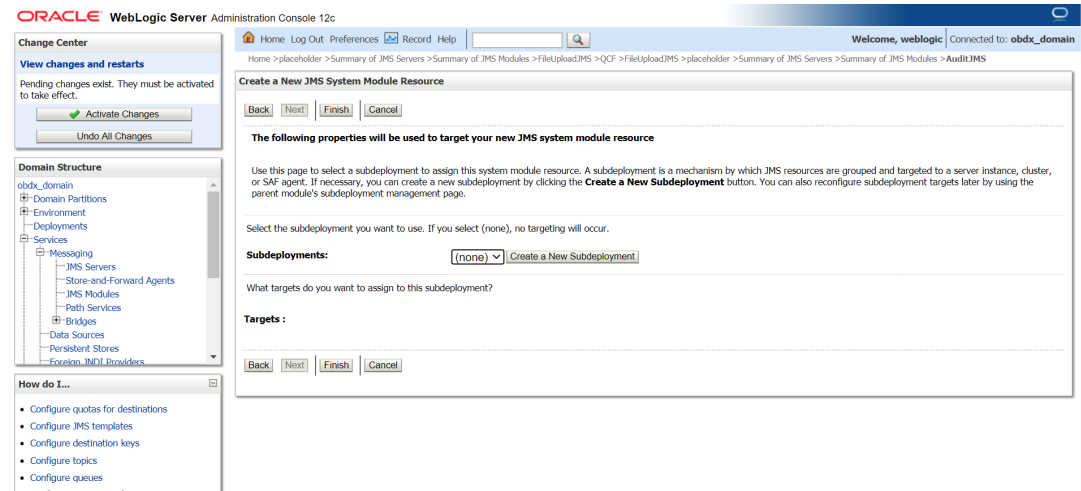 ORACLE WebLogic Server Administration Console 12c
Change Center
View changes and restarts
Pending changes exist. They must be activated
to take effect.
Activate Changes
Undo All Changes
Domain Structure
obdx_domain
Domain Partitions
Environment
Deployments
Services
Messaging
JMS Servers
Store-and-Forward Agents
JMS Modules
Path Services
Bridges
Data Sources
Persistent Stores
Foreign JNDI Providers
How do I...
Configure quotas for destinations
Configure JMS templates
Configure destination keys
Configure topics
Configure queues
Home Log Out Preferences Record Help
Welcome, weblogic Connected to: obdx_domain
Home >placeholder >Summary of JMS Servers >Summary of JMS Modules >FileUploadJMS >QCF >FileUploadJMS >placeholder >Summary of JMS Servers >Summary of JMS Modules >AuditJMS
Create a New JMS System Module Resource
Back Next Finish Cancel
The following properties will be used to target your new JMS system module resource
Use this page to select a subdeployment to assign this system module resource. A subdeployment is a mechanism by which JMS resources are grouped and targeted to a server instance, cluster,
or SAF agent. If necessary, you can create a new subdeployment by clicking the Create a New Subdeployment button. You can also reconfigure subdeployment targets later by using the
parent module's subdeployment management page.
Select the subdeployment you want to use. If you select (none), no targeting will occur.
Subdeployments: (none) Create a New Subdeployment
What targets do you want to assign to this subdeployment?
Targets :
Back Next Finish Cancel